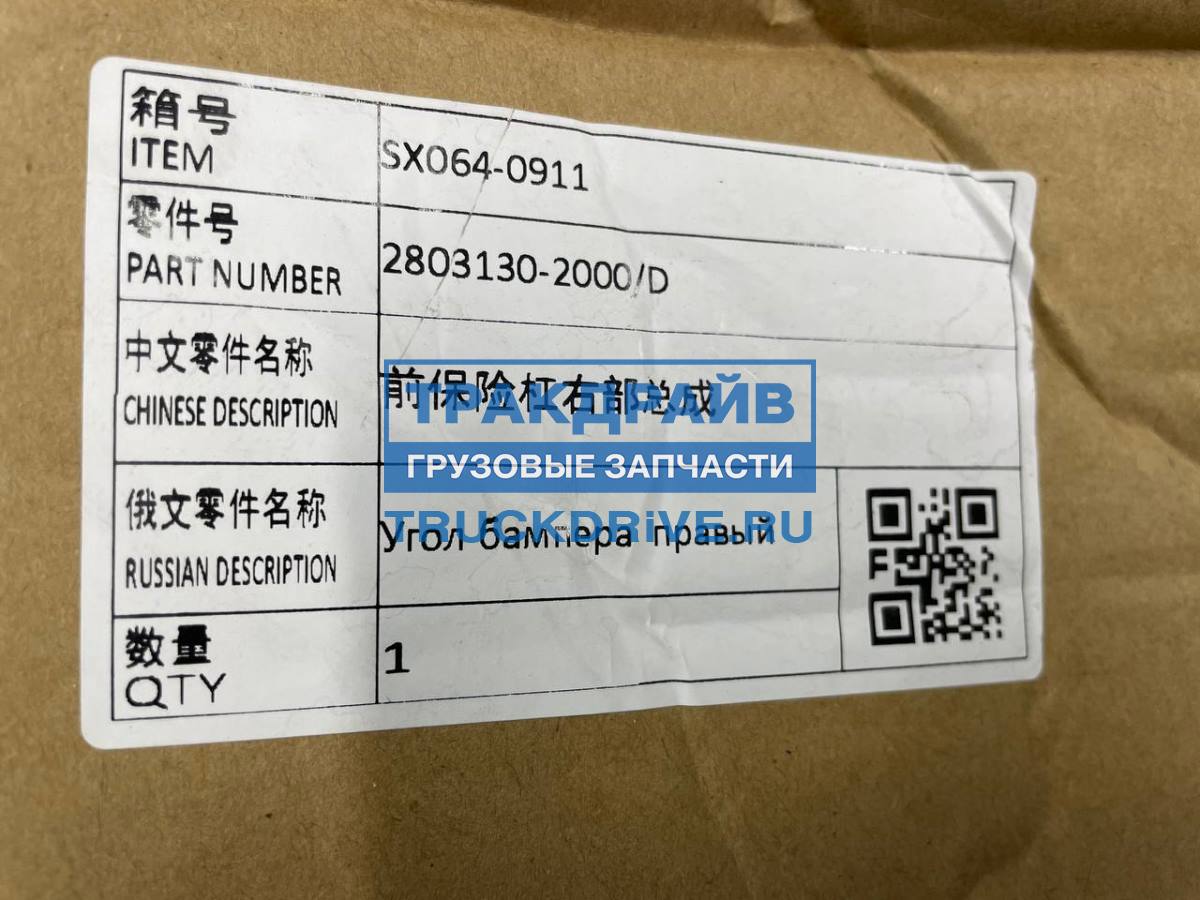 箱号
ITEM
SX064-0911
零件号
PART NUMBER
2803130-2000/D
中文零件名称
CHINESE DESCRIPTION
前保险杠右部总成
ТРАКДРАЙВ
ГРУЗОВЫЕ ЗАПЧАСТИ
TUCKDRiVE.RU
俄文零件名称
RUSSIAN DESCRIPTION
Угол бампера правый
数量
QTY
1